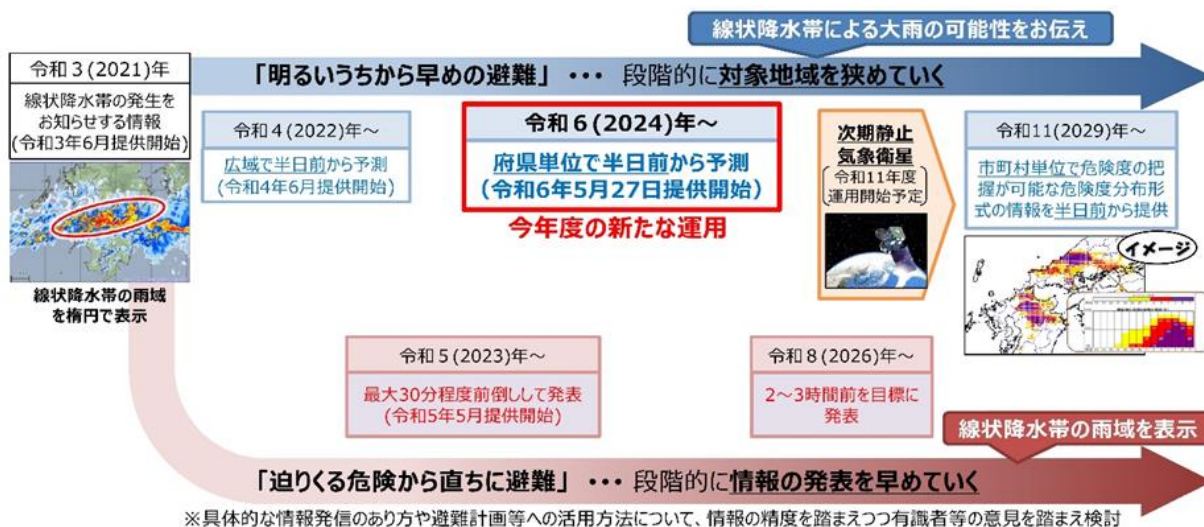 線状降水帯による大雨の可能性をお伝え
令和３(2021)年
線状降水帯の発生を
お知らせする情報
(令和3年6月提供開始)
線状降水帯の雨域
を楕円で表示
「明るいうちから早めの避難」 ・・・ 段階的に対象地域を狭めていく
令和４(2022)年～
広域で半日前から予測
(令和4年6月提供開始)
令和６(2024)年～
府県単位で半日前から予測
(令和6年5月27日提供開始)
今年度の新たな運用
次期静止
気象衛星
令和11年度
運用開始予定
令和11(2029)年～
市町村単位で危険度の把
握が可能な危険度分布形
式の情報を半日前から提供
イメージ
令和５(2023)年～
最大30分程度前倒しして発表
(令和5年5月提供開始)
令和８(2026)年～
2～3時間前を目標に
発表
線状降水帯の雨域を表示
「迫りくる危険から直ちに避難」 ・・・ 段階的に情報の発表を早めていく
※具体的な情報発信のあり方や避難計画等への活用方法について、情報の精度を踏まえつつ有識者等の意見を踏まえ検討